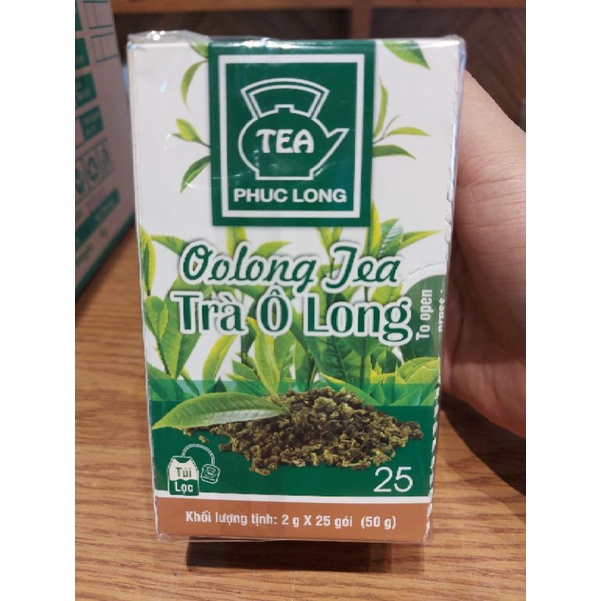 TEA
PHUC LONG
Oolong Tea
Trà Ô Long
To open
Túi
Lọc
25
Khối lượng tịnh: 2 g X 25 gói (50 g)